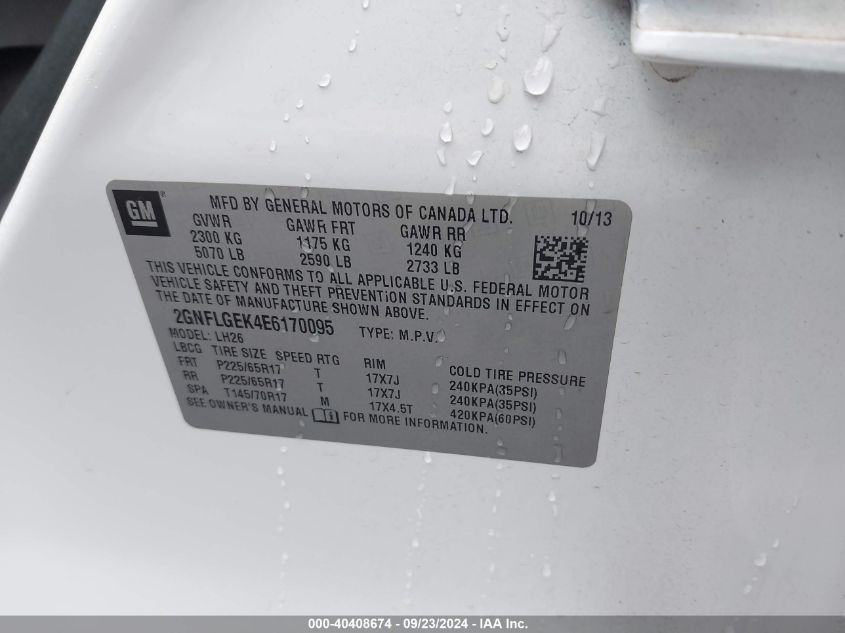 GM ®
MFD BY GENERAL MOTORS OF CANADA LTD. 10/13
GVWR GAWR FRT GAWR RR
2300 KG 1175 KG 1240 KG
5070 LB 2590 LB 2733 LB
THIS VEHICLE CONFORMS TO ALL APPLICABLE U.S. FEDERAL MOTOR
VEHICLE SAFETY AND THEFT PREVENTION STANDARDS IN EFFECT ON
THE DATE OF MANUFACTURE SHOWN ABOVE.
2GNFLGEK4E6170095 TYPE: M.P.V.
MODEL: LH26
LBCG TIRE SIZE SPEED RTG RIM COLD TIRE PRESSURE
FRT P225/65R17 T 17X7J 240KPA(35PSI)
RR P225/65R17 T 17X7J 240KPA(35PSI)
SPA T145/70R17 M 17X4.5T 420KPA(60PSI)
SEE OWNER'S MANUAL FOR MORE INFORMATION.
000-40408674 - 09/23/2024 - IAA Inc.